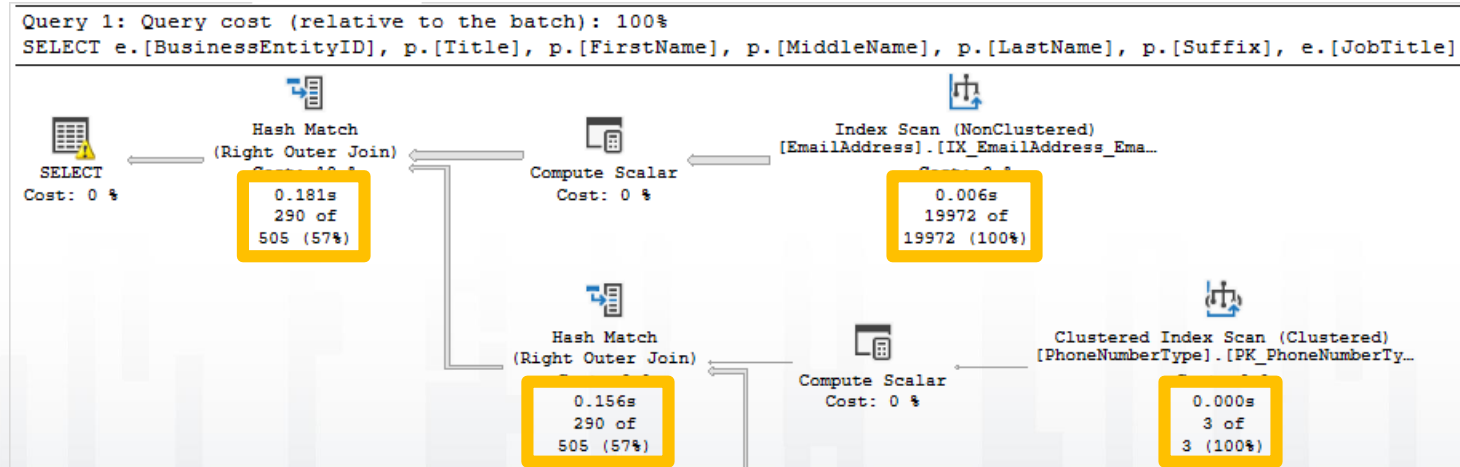 Query 1: Query cost (relative to the batch): 100%
SELECT e.[BusinessEntityID], p.[Title], p.[FirstName], p.[MiddleName], p.[LastName], p.[Suffix], e.[JobTitle]
SELECT
Cost: 0 %
Hash Match
(Right Outer Join)
0.181s
290 of
505 (57%)
Compute Scalar
Cost: 0 %
Index Scan (NonClustered)
[EmailAddress].[IX_EmailAddress_Ema…
0.006s
19972 of
19972 (100%)
Hash Match
(Right Outer Join)
0.156s
290 of
505 (57%)
Compute Scalar
Cost: 0 %
Clustered Index Scan (Clustered)
[PhoneNumberType].[PK_PhoneNumberTy…
0.000s
3 of
3 (100%)